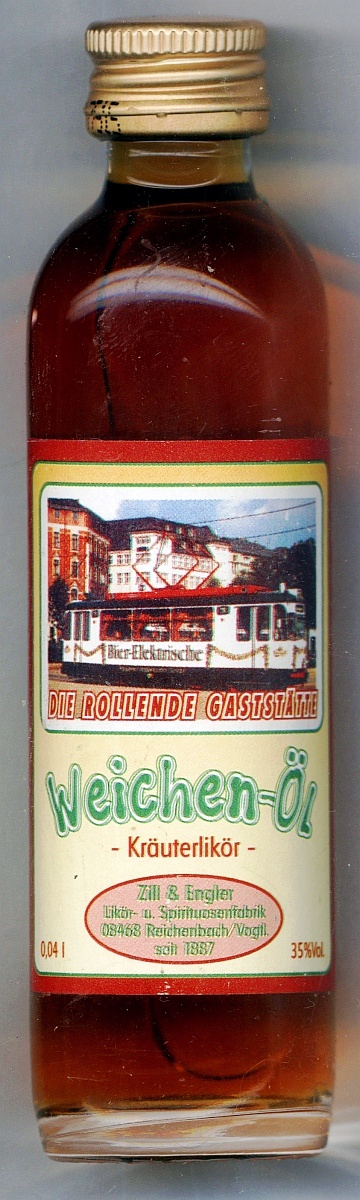 Bier-Elektrische
DIE ROLLENDE GASTSTÄTTE
Weichen-Öl
- Kräuterlikör -
Zill & Engler
Likör- u. Spirituosenfabrik
08468 Reichenbach/Vogtl.
seit 1887
0,04 l 35%Vol.